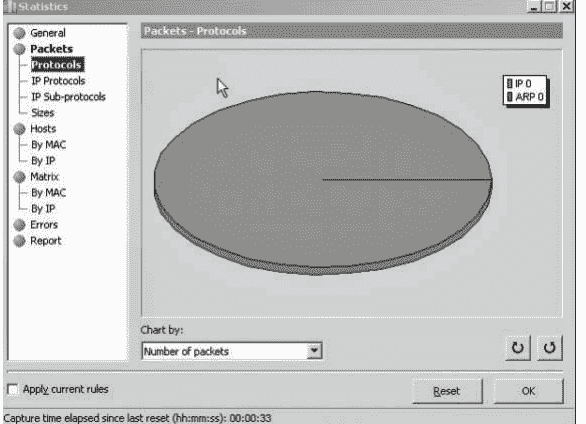 Statistics
General
Packets
Protocols
IP Protocols
IP Sub-protocols
Sizes
Hosts
By MAC
By IP
Matrix
By MAC
By IP
Errors
Report
Packets - Protocols
IP 0
ARP 0
Chart by:
Number of packets
Apply current rules
Reset
OK
Capture time elapsed since last reset (hh:mm:ss): 00:00:33